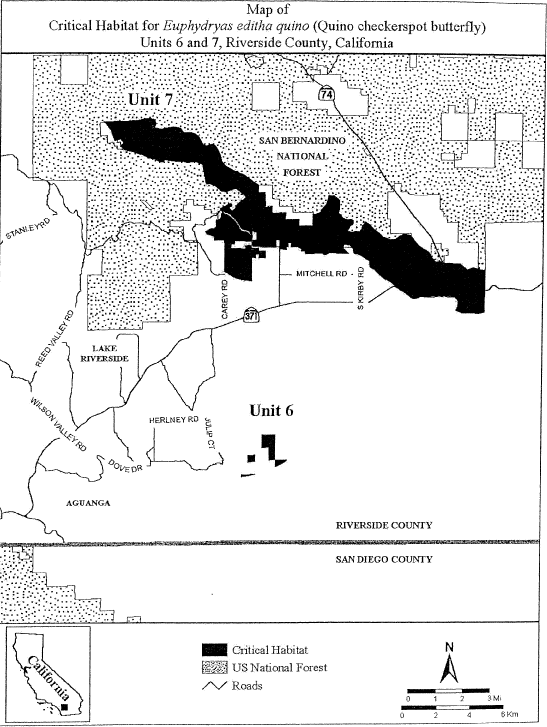 Map of
Critical Habitat for Euphydryas editha quino (Quino checkerspot butterfly)
Units 6 and 7, Riverside County, California
Unit 7
74
SAN BERNARDINO
NATIONAL
FOREST
STANLEY RD
MITCHELL RD
CAREY RD
S KIRBY RD
371
REED VALLEY RD
LAKE
RIVERSIDE
Unit 6
WILSON VALLEY RD
HERLNEY RD
JULIP CT
DOVE DR
AGUANGA
RIVERSIDE COUNTY
SAN DIEGO COUNTY
California
Critical Habitat
US National Forest
Roads
N
0 1 2 3 Mi
0 2 4 6 Km